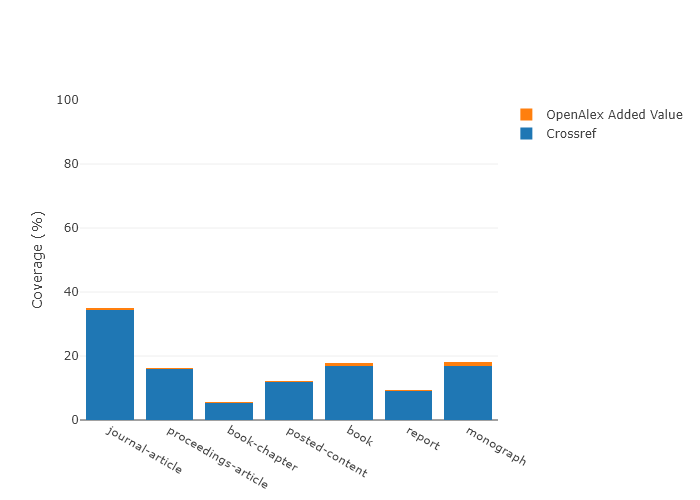 100
80
60
40
20
0
Coverage (%)
OpenAlex Added Value
Crossref
journal-article
proceedings-article
book-chapter
posted-content
book
report
monograph